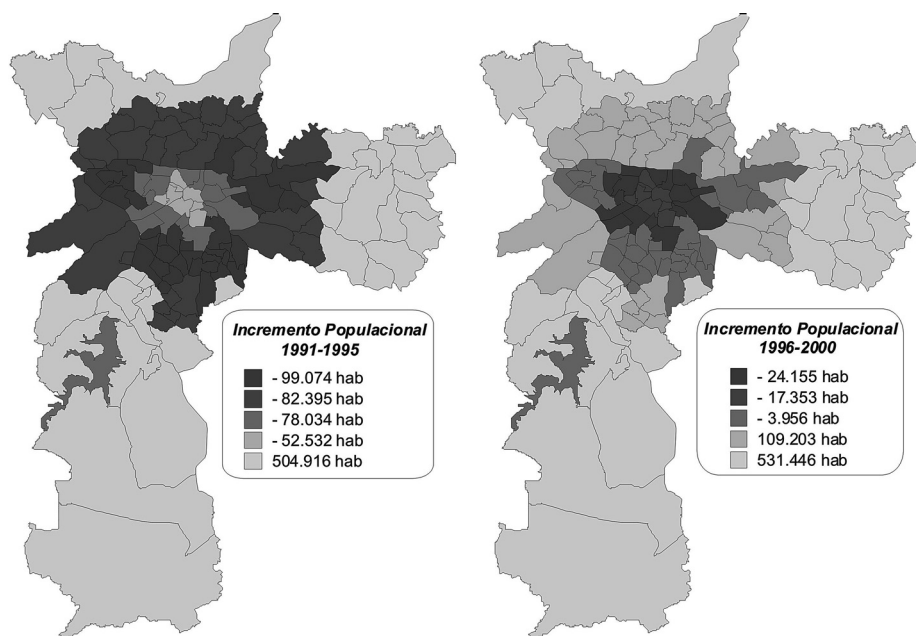 Incremento Populacional
1991-1995
- 99.074 hab
- 82.395 hab
- 78.034 hab
- 52.532 hab
504.916 hab
Incremento Populacional
1996-2000
- 24.155 hab
- 17.353 hab
- 3.956 hab
109.203 hab
531.446 hab